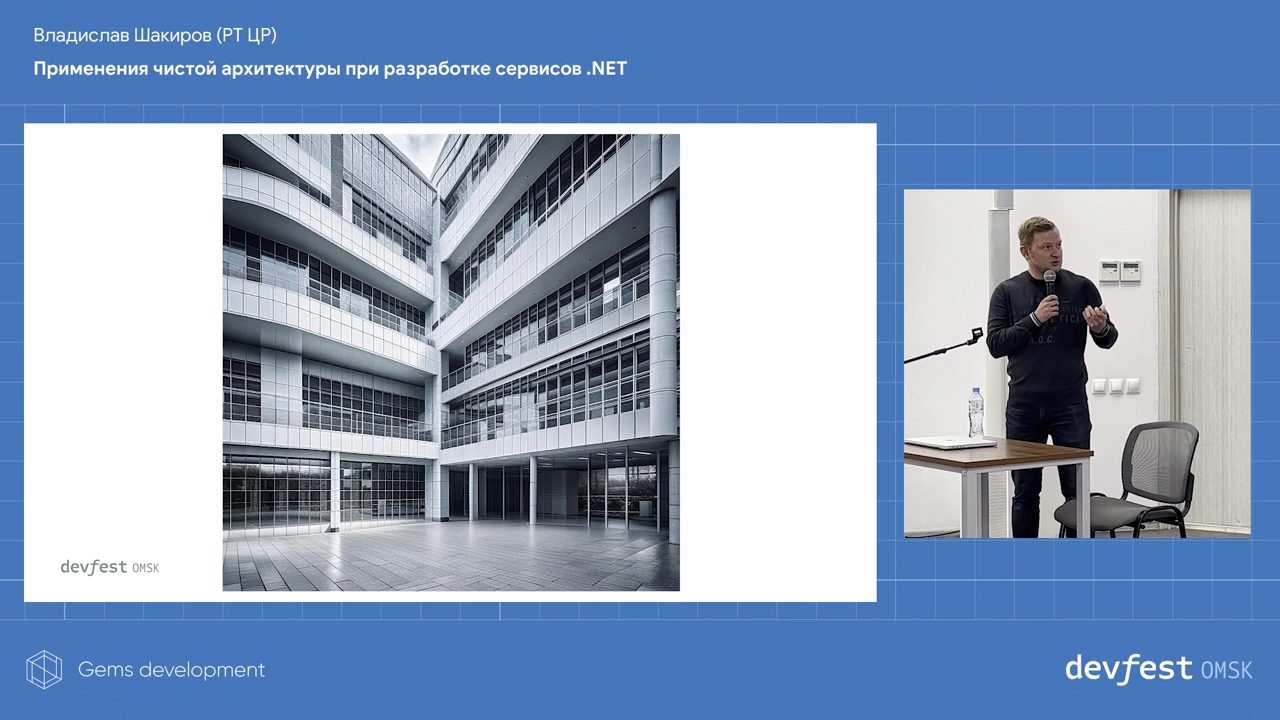 Владислав Шакиров (РТ ЦР)
Применения чистой архитектуры при разработке сервисов .NET
devfest OMSK
Gems development
devfest OMSK